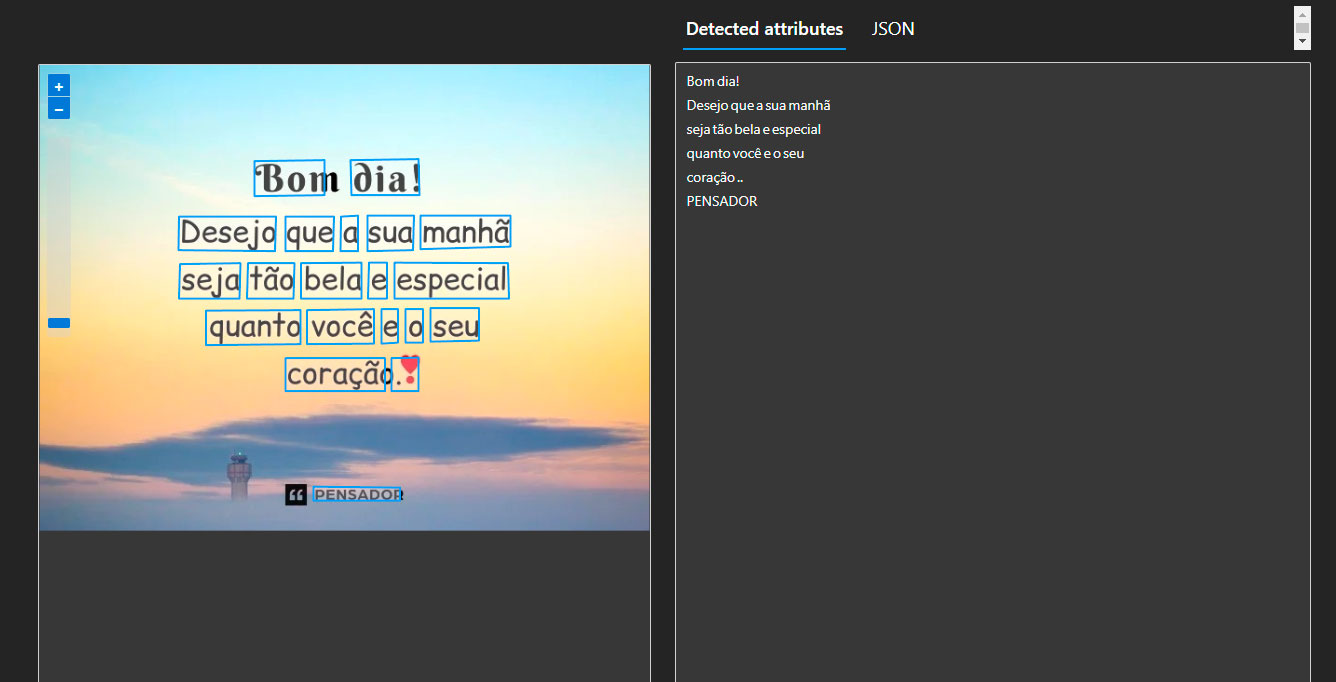 Detected attributes JSON
+
−
Bom dia!
Desejo que a sua manhã
seja tão bela e especial
quanto você e o seu
coração.❣
❝ PENSADOR
Bom dia!
Desejo que a sua manhã
seja tão bela e especial
quanto você e o seu
coração ..
PENSADOR